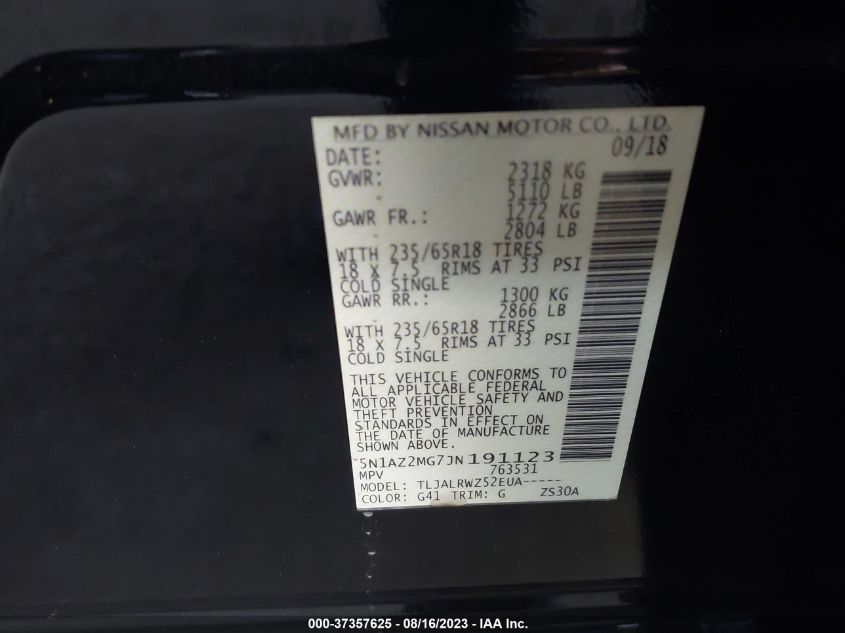 MFD BY NISSAN MOTOR CO., LTD.
DATE: 09/18
GVWR: 2318 KG
5110 LB
GAWR FR.: 1272 KG
2804 LB
WITH 235/65R18 TIRES
18 X 7.5 RIMS AT 33 PSI
COLD SINGLE
GAWR RR.: 1300 KG
2866 LB
WITH 235/65R18 TIRES
18 X 7.5 RIMS AT 33 PSI
COLD SINGLE
THIS VEHICLE CONFORMS TO
ALL APPLICABLE FEDERAL
MOTOR VEHICLE SAFETY AND
THEFT PREVENTION
STANDARDS IN EFFECT ON
THE DATE OF MANUFACTURE
SHOWN ABOVE.
5N1AZ2MG7JN191123
MPV 763531
MODEL: TLJALRWZ52EUA-----
COLOR: G41 TRIM: G ZS30A
000-37357625 - 08/16/2023 - IAA Inc.